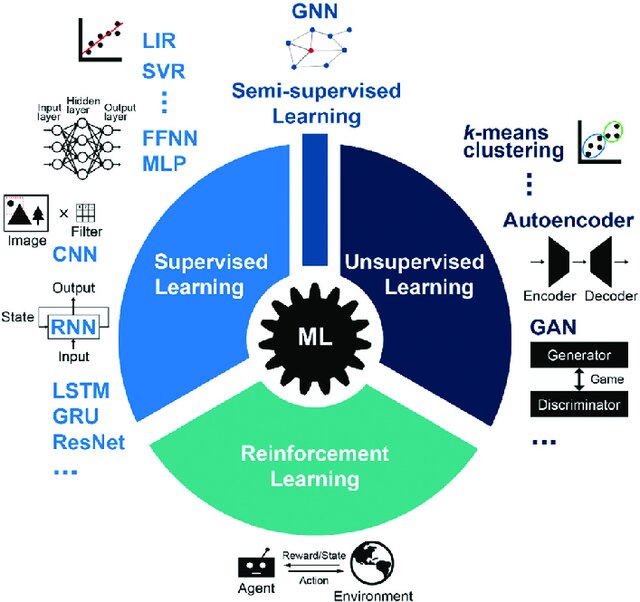 GNN
LIR
SVR
Semi-supervised
Learning
Input layer
Hidden layer
Output layer
FFNN
MLP
Image
×
Filter
CNN
Output
State
RNN
Input
LSTM
GRU
ResNet
...
Supervised
Learning
Unsupervised
Learning
ML
Reinforcement
Learning
k-means
clustering
Autoencoder
Encoder
Decoder
GAN
Generator
Game
Discriminator
...
Reward/State
Action
Agent
Environment